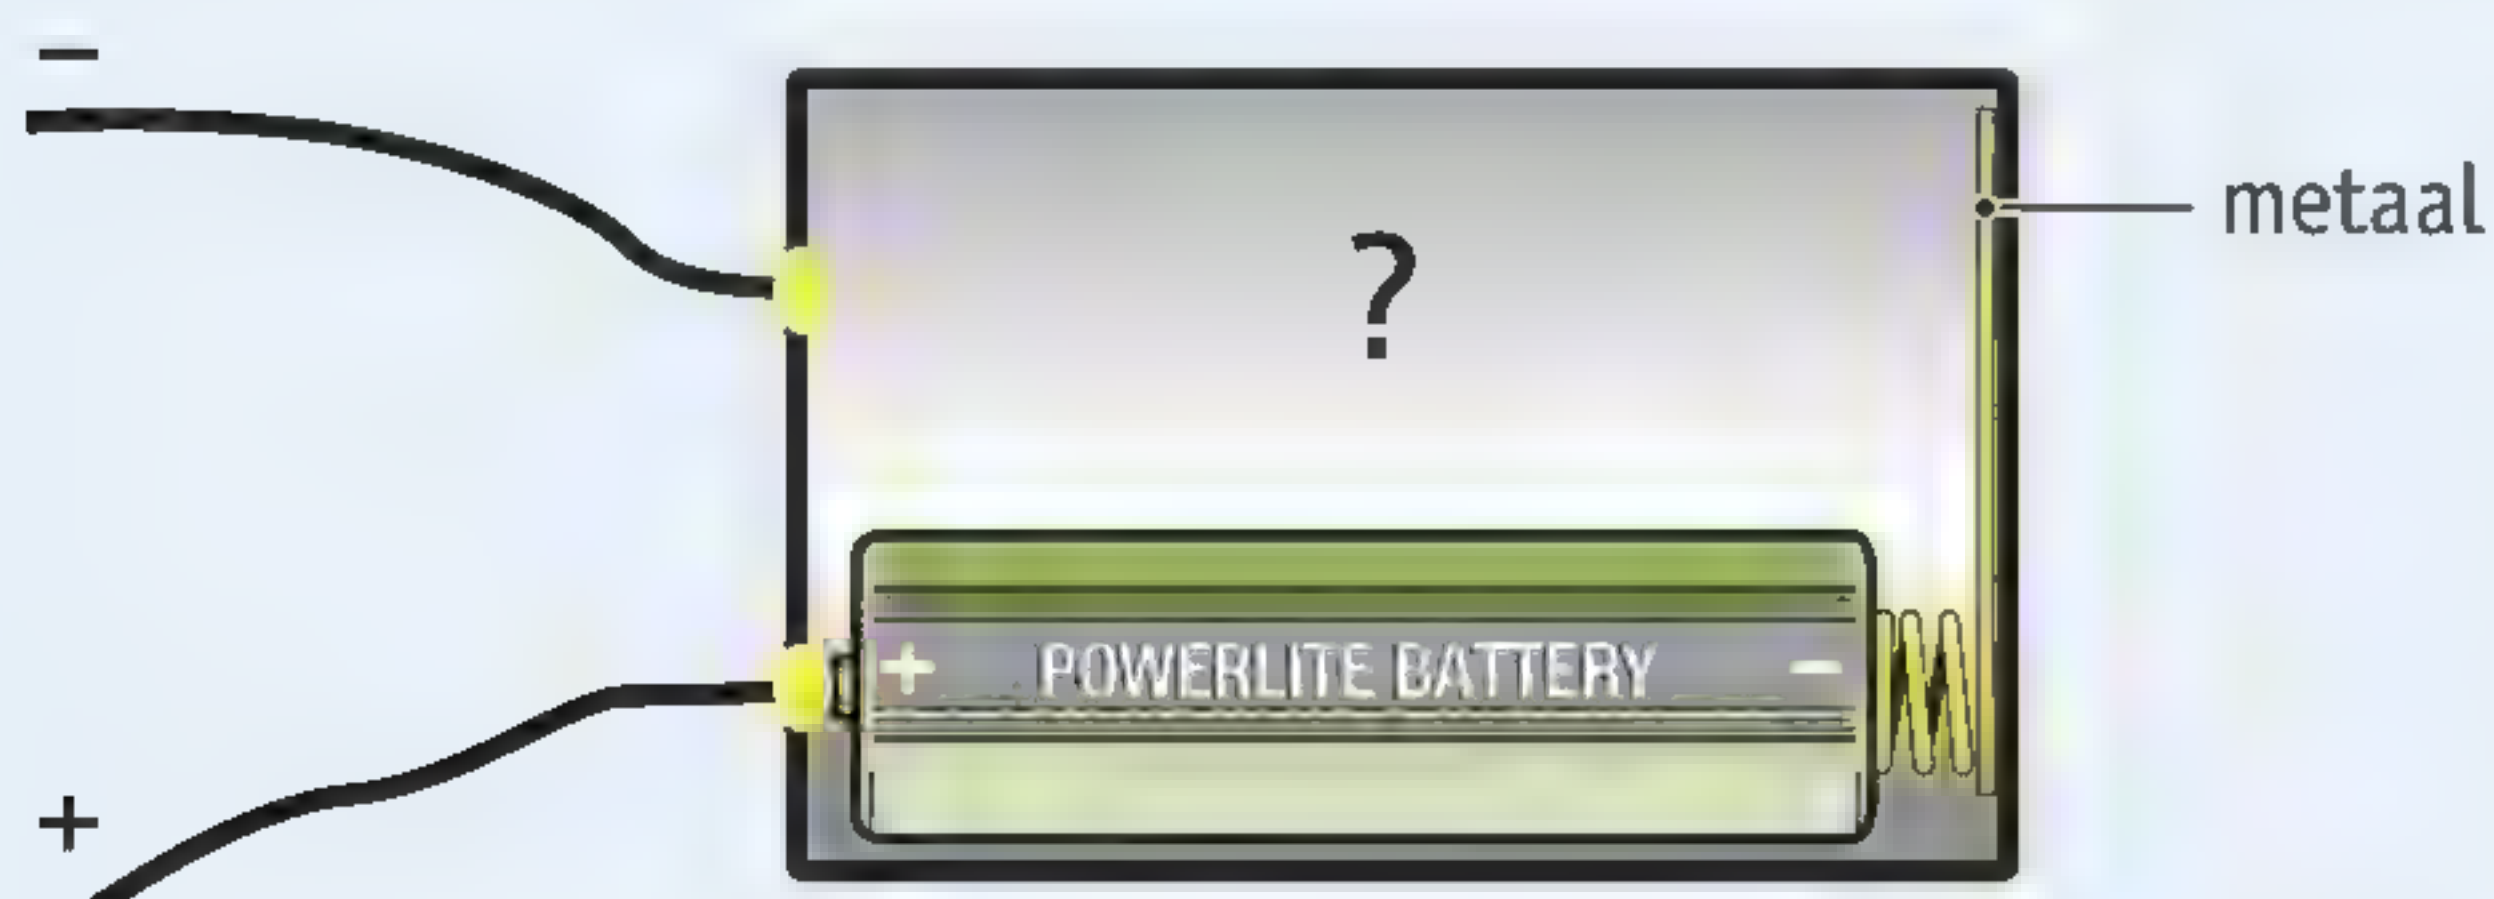 −
metaal
?
+ POWERLITE BATTERY −
+